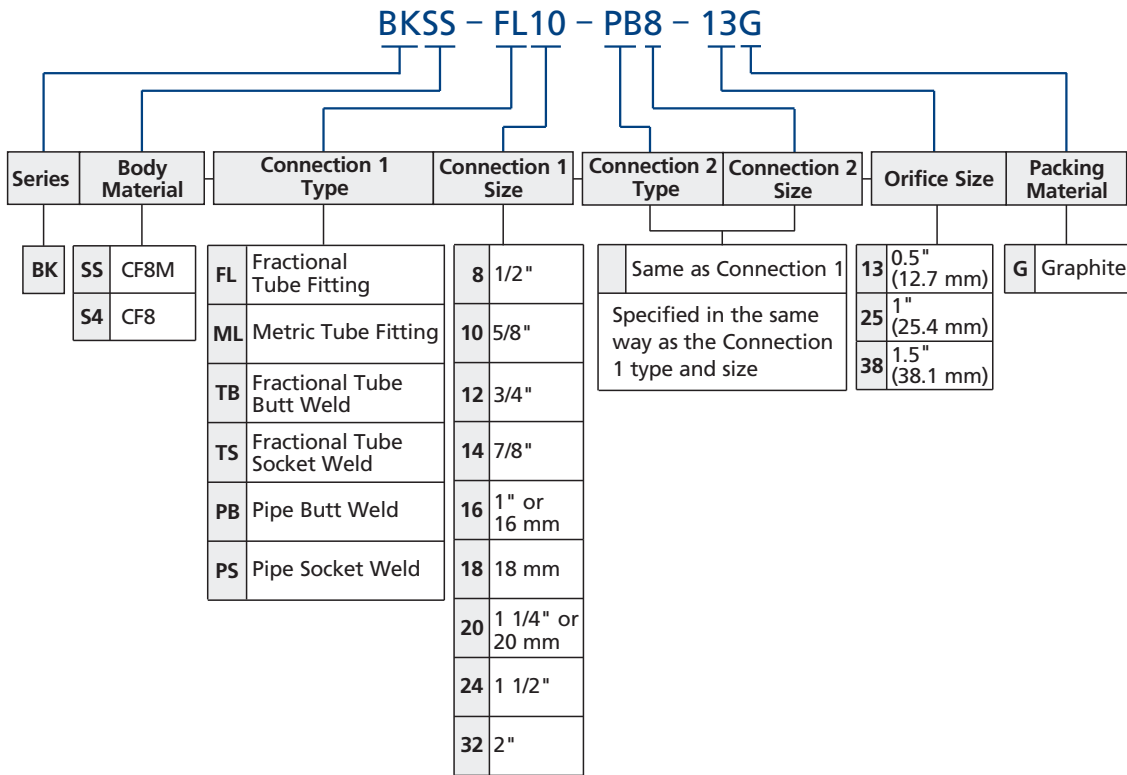 BKSS – FL10 – PB8 – 13G
Series
Body
Material
Connection 1
Type
Connection 1
Size
Connection 2
Type
Connection 2
Size
Orifice Size
Packing
Material
BK
SS CF8M
S4 CF8
FL Fractional
Tube Fitting
ML Metric Tube Fitting
TB Fractional Tube
Butt Weld
TS Fractional Tube
Socket Weld
PB Pipe Butt Weld
PS Pipe Socket Weld
8 1/2"
10 5/8"
12 3/4"
14 7/8"
16 1" or
16 mm
18 18 mm
20 1 1/4" or
20 mm
24 1 1/2"
32 2"
Same as Connection 1
Specified in the same
way as the Connection
1 type and size
13 0.5"
(12.7 mm)
25 1"
(25.4 mm)
38 1.5"
(38.1 mm)
G Graphite